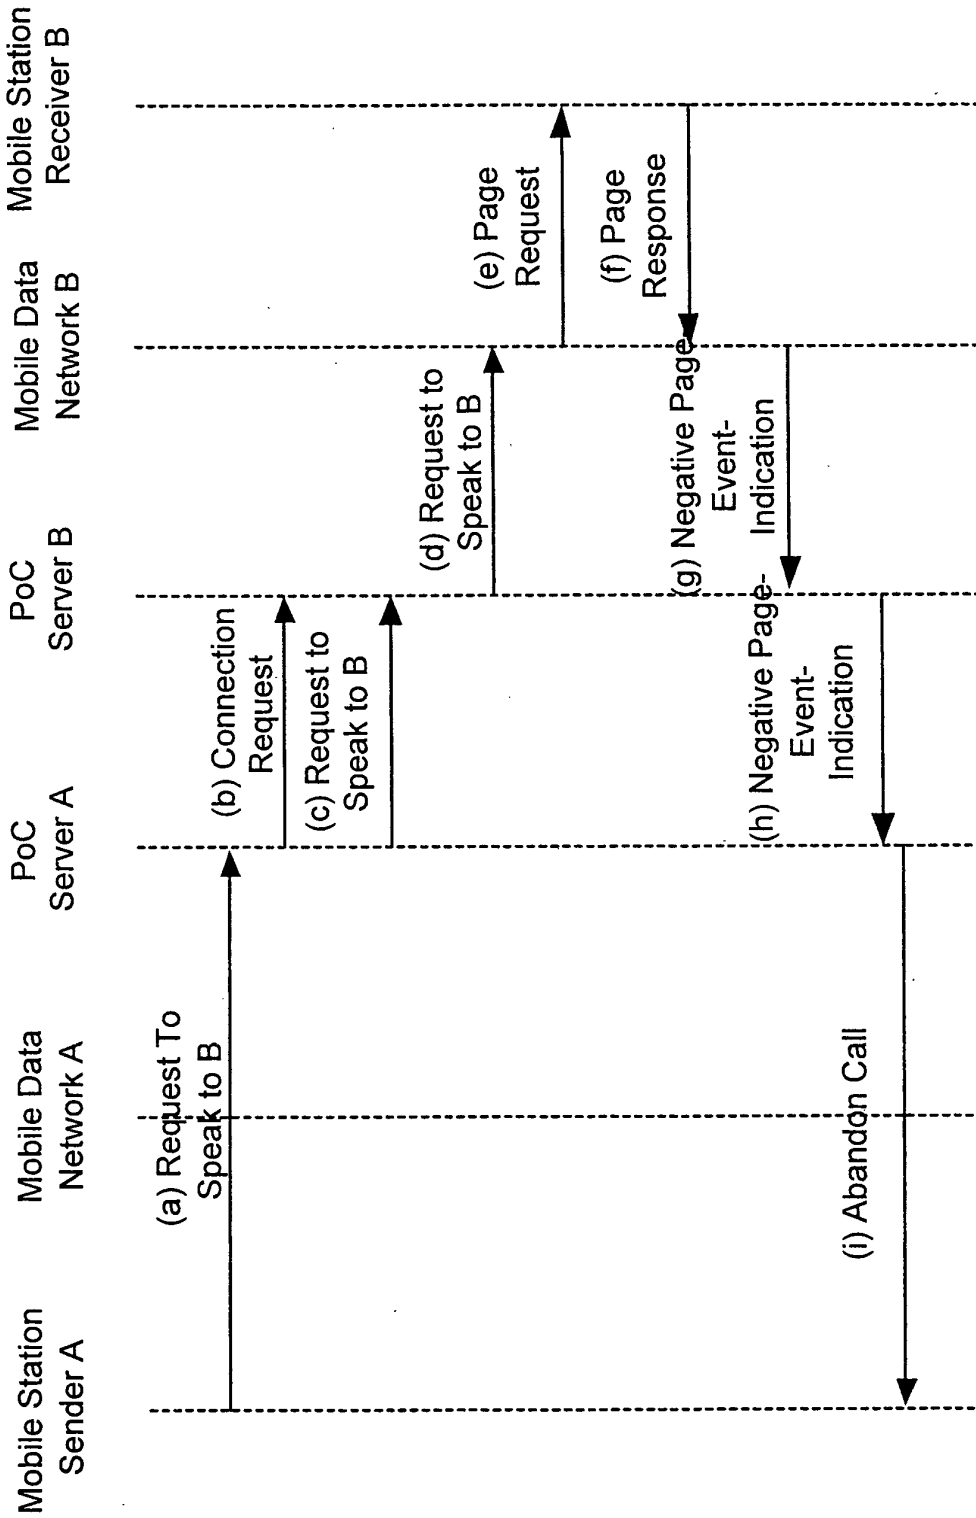 Mobile Station
Sender A
Mobile Data
Network A
PoC
Server A
PoC
Server B
Mobile Data
Network B
Mobile Station
Receiver B
(a) Request To
Speak to B
(b) Connection
Request
(c) Request to
Speak to B
(d) Request to
Speak to B
(e) Page
Request
(f) Page
Response
(g) Negative Page-
Event-
Indication
(h) Negative Page-
Event-
Indication
(i) Abandon Call